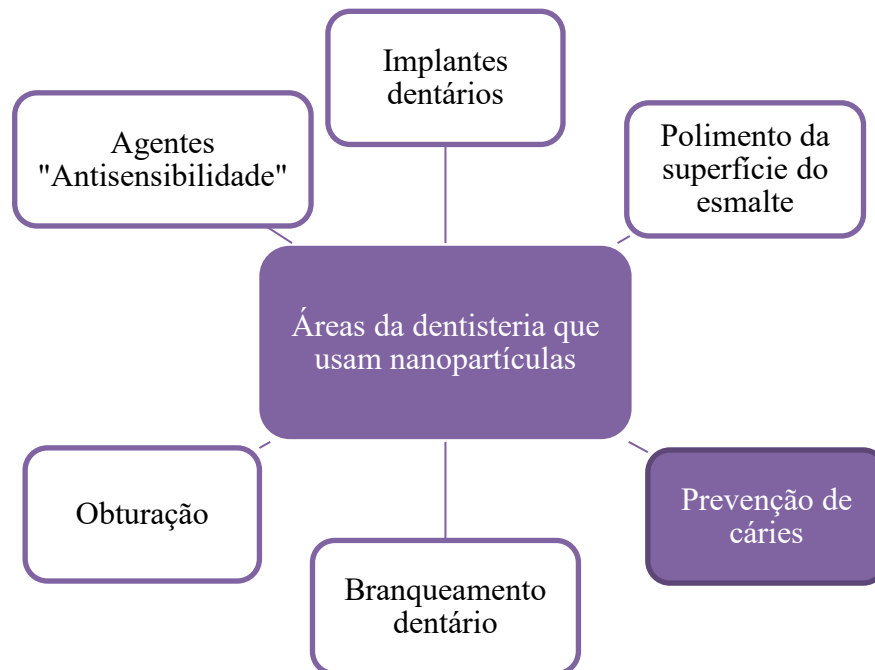 Implantes
dentários
Agentes
"Antisensibilidade"
Polimento da
superfície do
esmalte
Áreas da dentisteria que
usam nanopartículas
Obturação
Prevenção de
cáries
Branqueamento
dentário